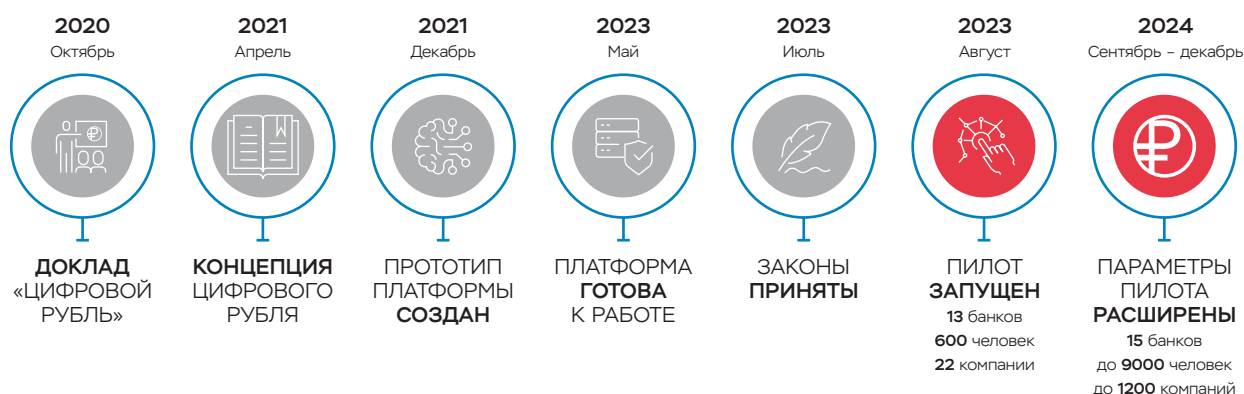 2020
Октябрь
ДОКЛАД
«ЦИФРОВОЙ
РУБЛЬ»
2021
Апрель
КОНЦЕПЦИЯ
ЦИФРОВОГО
РУБЛЯ
2021
Декабрь
ПРОТОТИП
ПЛАТФОРМЫ
СОЗДАН
2023
Май
ПЛАТФОРМА
ГОТОВА
К РАБОТЕ
2023
Июль
ЗАКОНЫ
ПРИНЯТЫ
2023
Август
ПИЛОТ
ЗАПУЩЕН
13 банков
600 человек
22 компании
2024
Сентябрь – декабрь
ПАРАМЕТРЫ
ПИЛОТА
РАСШИРЕНЫ
15 банков
до 9000 человек
до 1200 компаний